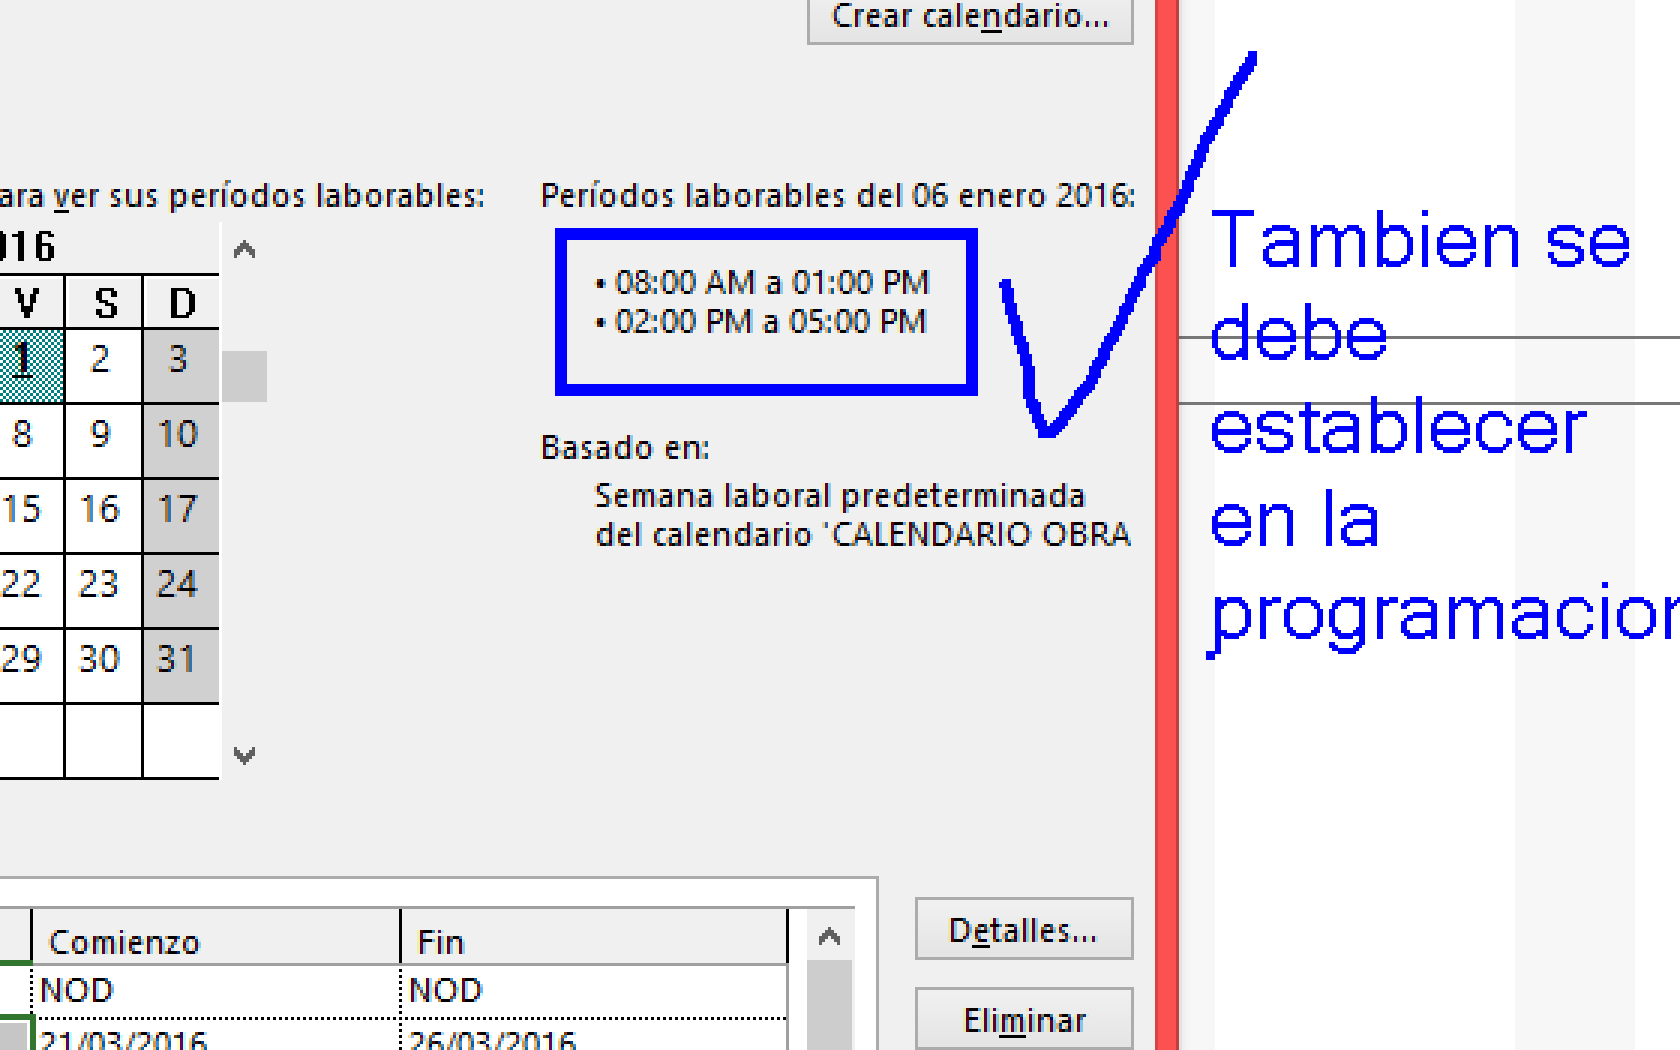 Crear calendario...
ara ver sus períodos laborables:
Períodos laborables del 06 enero 2016:
016
V S D
1 2 3
8 9 10
15 16 17
22 23 24
29 30 31
• 08:00 AM a 01:00 PM
• 02:00 PM a 05:00 PM
Basado en:
Semana laboral predeterminada
del calendario 'CALENDARIO OBRA
Tambien se
debe
establecer
en la
programacion
Comienzo Fin
NOD NOD
21/03/2016 26/03/2016
Detalles...
Eliminar